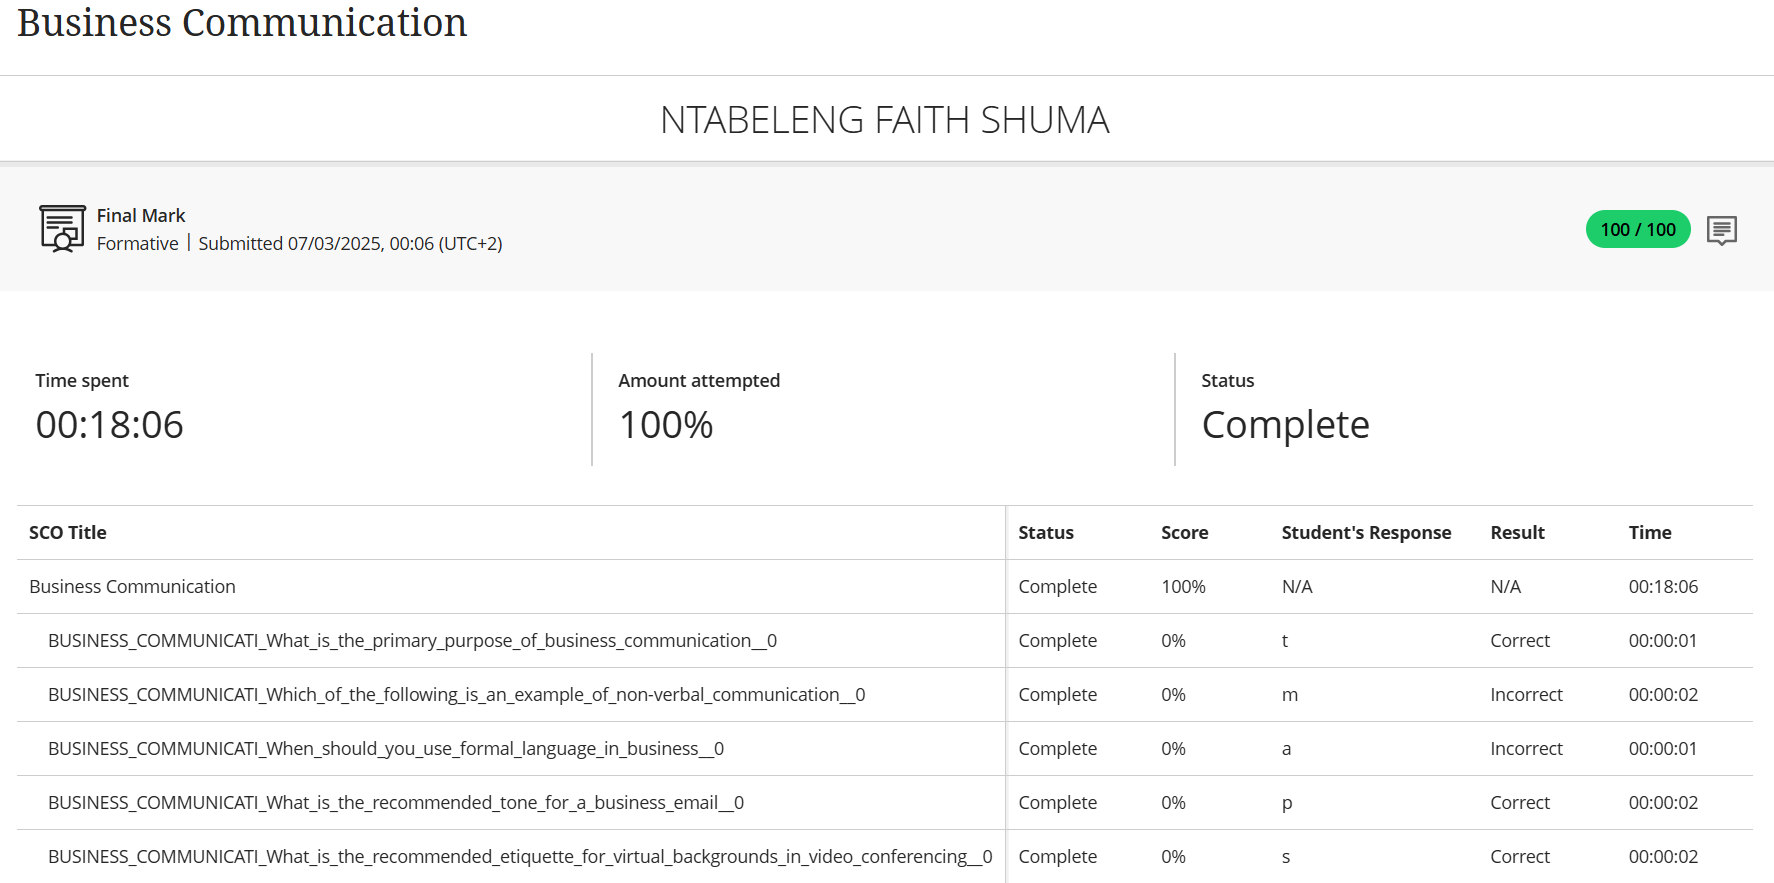 Business Communication
NTABELENG FAITH SHUMA
Final Mark
Formative | Submitted 07/03/2025, 00:06 (UTC+2)
100 / 100
Time spent
00:18:06
Amount attempted
100%
Status
Complete
SCO Title Status Score Student's Response Result Time
Business Communication Complete 100% N/A N/A 00:18:06
BUSINESS_COMMUNICATI_What_is_the_primary_purpose_of_business_communication__0 Complete 0% t Correct 00:00:01
BUSINESS_COMMUNICATI_Which_of_the_following_is_an_example_of_non-verbal_communication__0 Complete 0% m Incorrect 00:00:02
BUSINESS_COMMUNICATI_When_should_you_use_formal_language_in_business__0 Complete 0% a Incorrect 00:00:01
BUSINESS_COMMUNICATI_What_is_the_recommended_tone_for_a_business_email__0 Complete 0% p Correct 00:00:02
BUSINESS_COMMUNICATI_What_is_the_recommended_etiquette_for_virtual_backgrounds_in_video_conferencing__0 Complete 0% s Correct 00:00:02